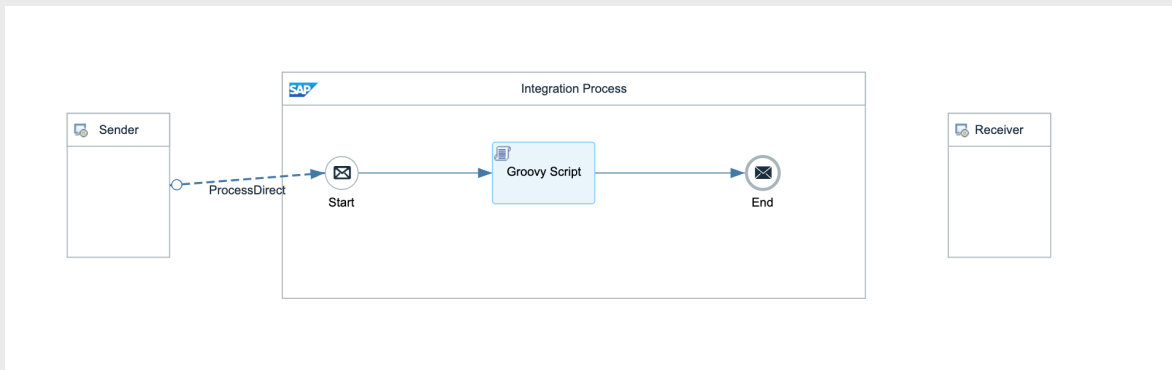 SAP
Integration Process
Sender
Receiver
Groovy Script
ProcessDirect
Start
End